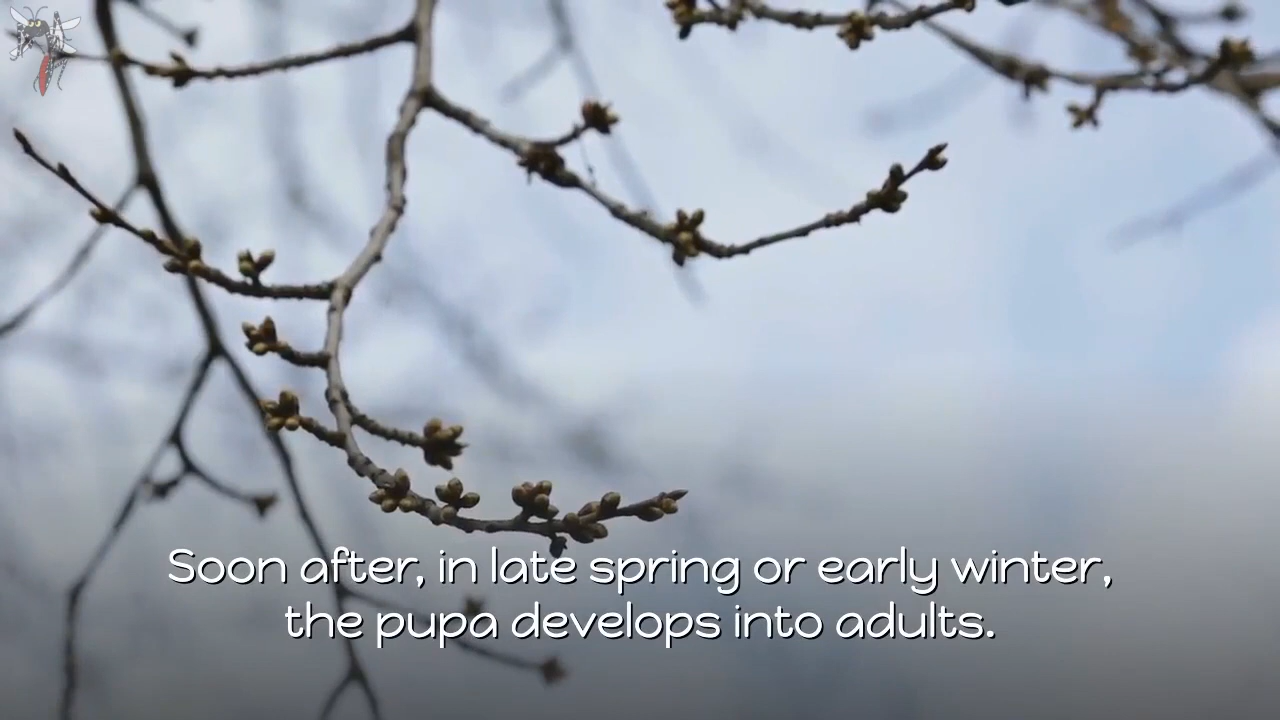 Soon after, in late spring or early winter,
the pupa develops into adults.